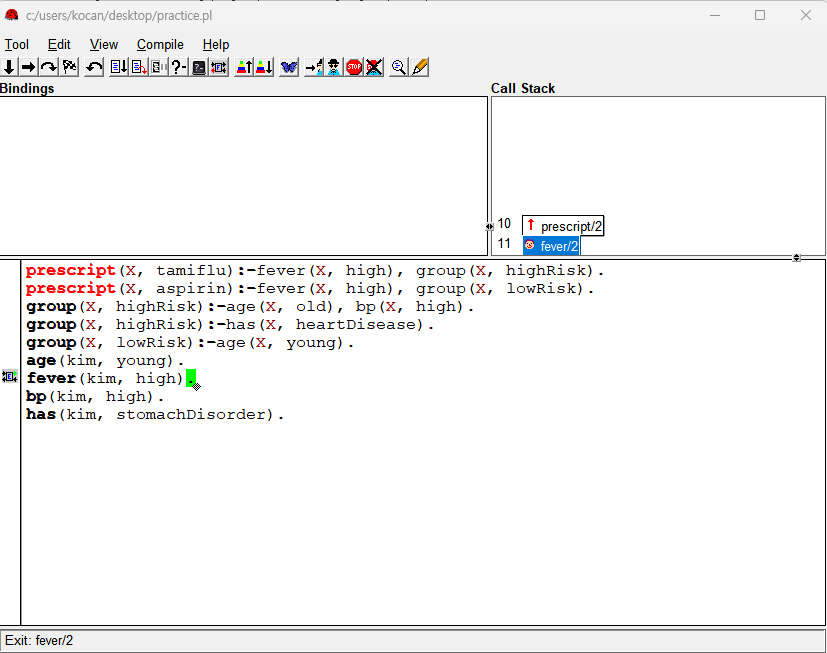 c:/users/kocan/desktop/practice.pl
Tool Edit View Compile Help
Bindings
Call Stack
10 prescript/2
11 fever/2
prescript(X, tamiflu):-fever(X, high), group(X, highRisk).
prescript(X, aspirin):-fever(X, high), group(X, lowRisk).
group(X, highRisk):-age(X, old), bp(X, high).
group(X, highRisk):-has(X, heartDisease).
group(X, lowRisk):-age(X, young).
age(kim, young).
fever(kim, high).
bp(kim, high).
has(kim, stomachDisorder).
Exit: fever/2